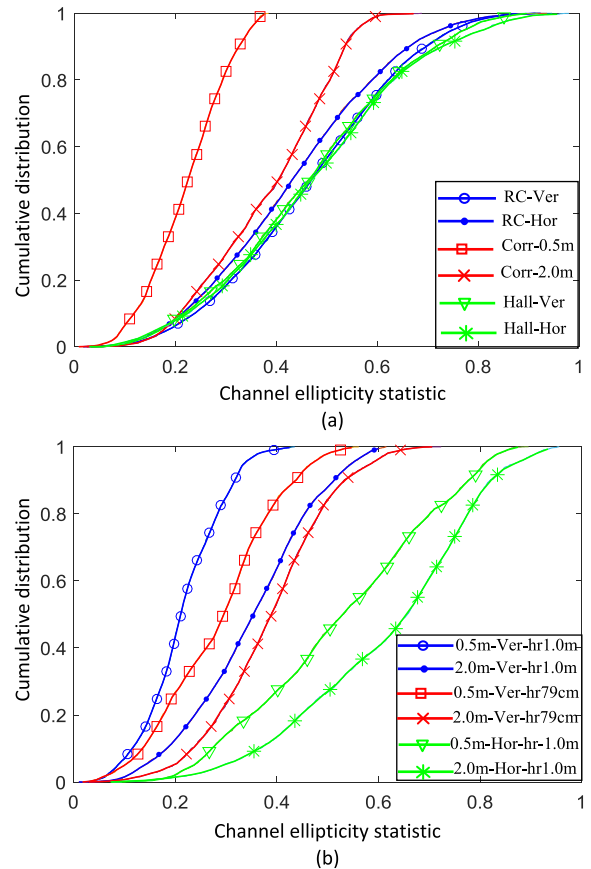 1
0.8
0.6
0.4
0.2
0
Cumulative distribution
RC-Ver
RC-Hor
Corr-0.5m
Corr-2.0m
Hall-Ver
Hall-Hor
0 0.2 0.4 0.6 0.8 1
Channel ellipticity statistic
(a)
1
0.8
0.6
0.4
0.2
0
Cumulative distribution
0.5m-Ver-hr1.0m
2.0m-Ver-hr1.0m
0.5m-Ver-hr79cm
2.0m-Ver-hr79cm
0.5m-Hor-hr-1.0m
2.0m-Hor-hr1.0m
0 0.2 0.4 0.6 0.8 1
Channel ellipticity statistic
(b)